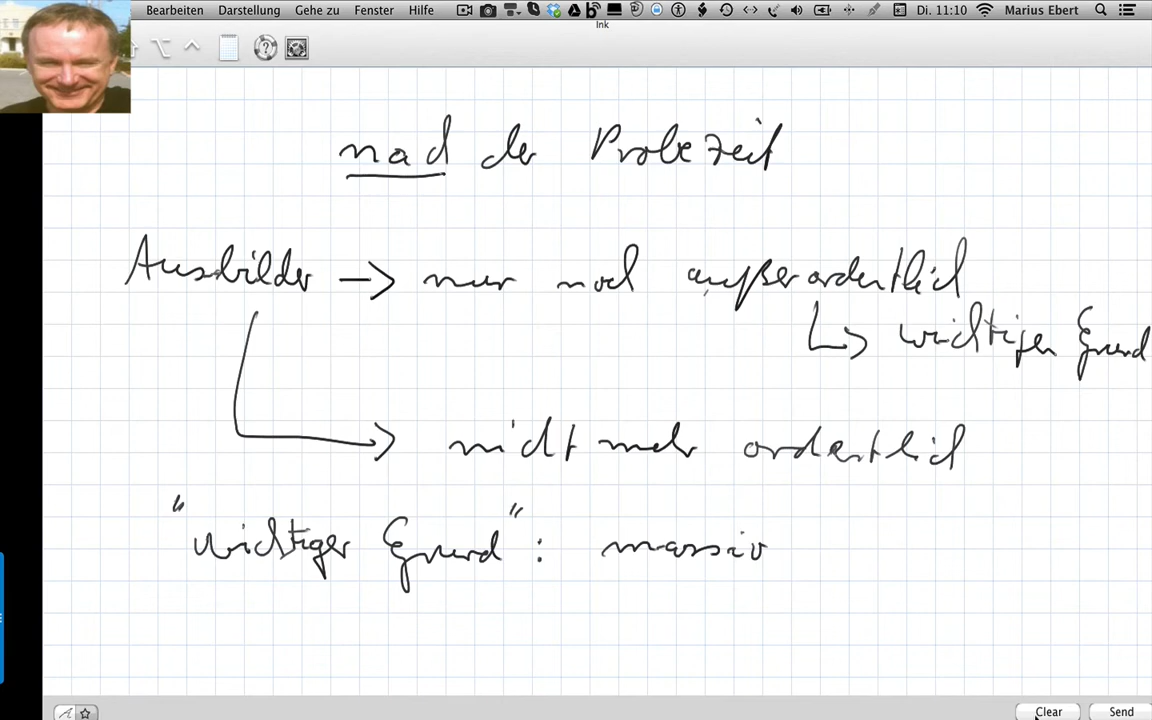 Bearbeiten Darstellung Gehe zu Fenster Hilfe Di. 11:10 Marius Ebert
Ink
nach der Probezeit
Ausbilder → nur noch außerordentlich
↳ wichtiger Grund
→ nicht mehr ordentlich
"wichtiger Grund": massiv
Clear Send